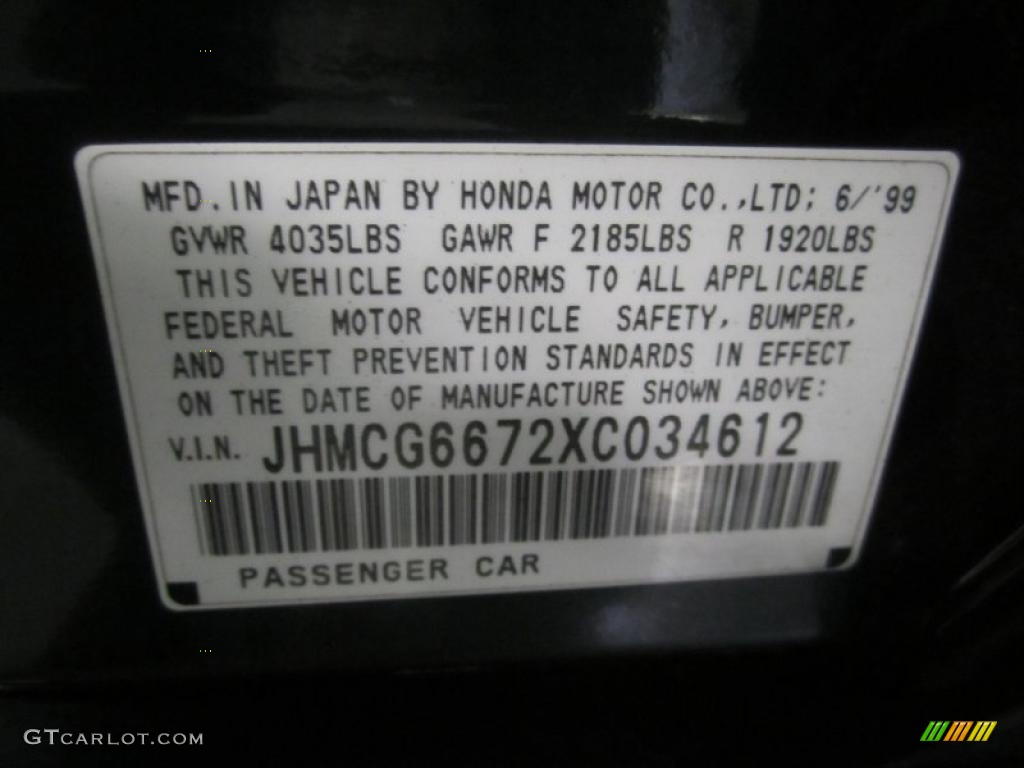 MFD. IN JAPAN BY HONDA MOTOR CO.,LTD; 6/'99
GVWR 4035LBS GAWR F 2185LBS R 1920LBS
THIS VEHICLE CONFORMS TO ALL APPLICABLE
FEDERAL MOTOR VEHICLE SAFETY, BUMPER,
AND THEFT PREVENTION STANDARDS IN EFFECT
ON THE DATE OF MANUFACTURE SHOWN ABOVE:
V.I.N. JHMCG6672XC034612
PASSENGER CAR
GTCARLOT.COM